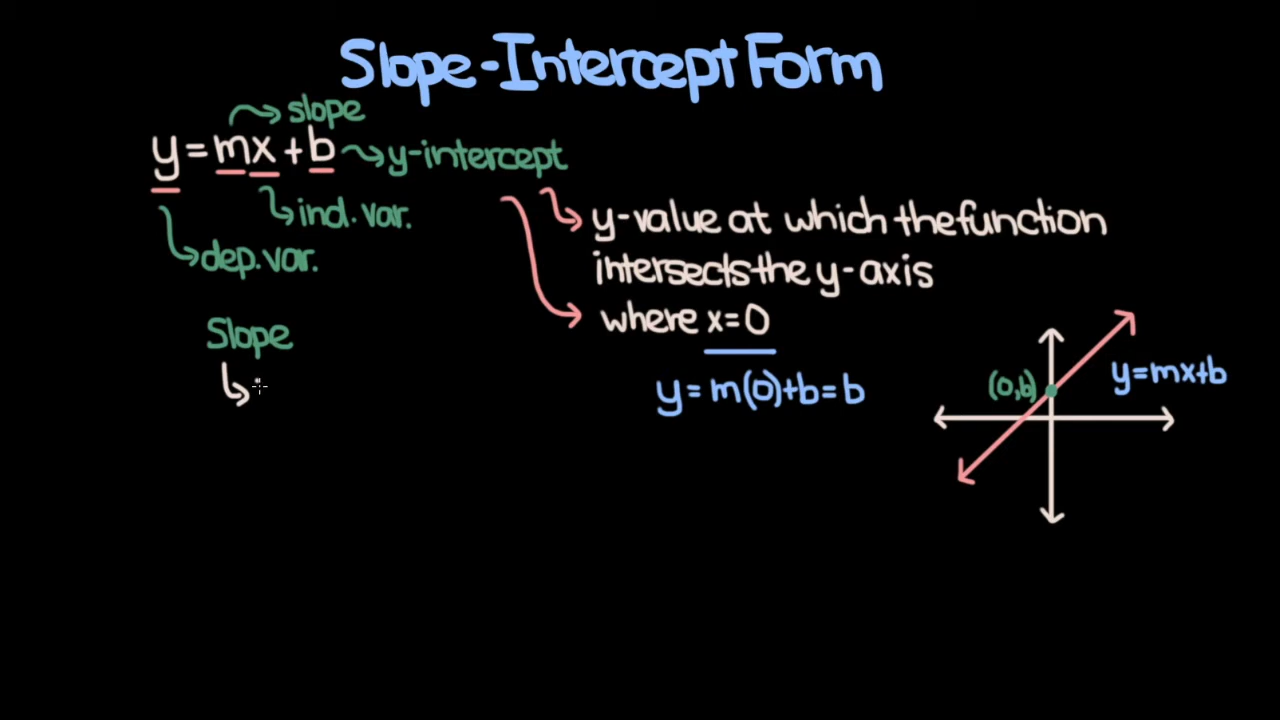 Slope-Intercept Form
slope
y=mx+b
y-intercept
ind. var.
dep. var.
y-value at which the function
intersects the y-axis
where x=0
y=m(0)+b=b
Slope
(0,b)
y=mx+b